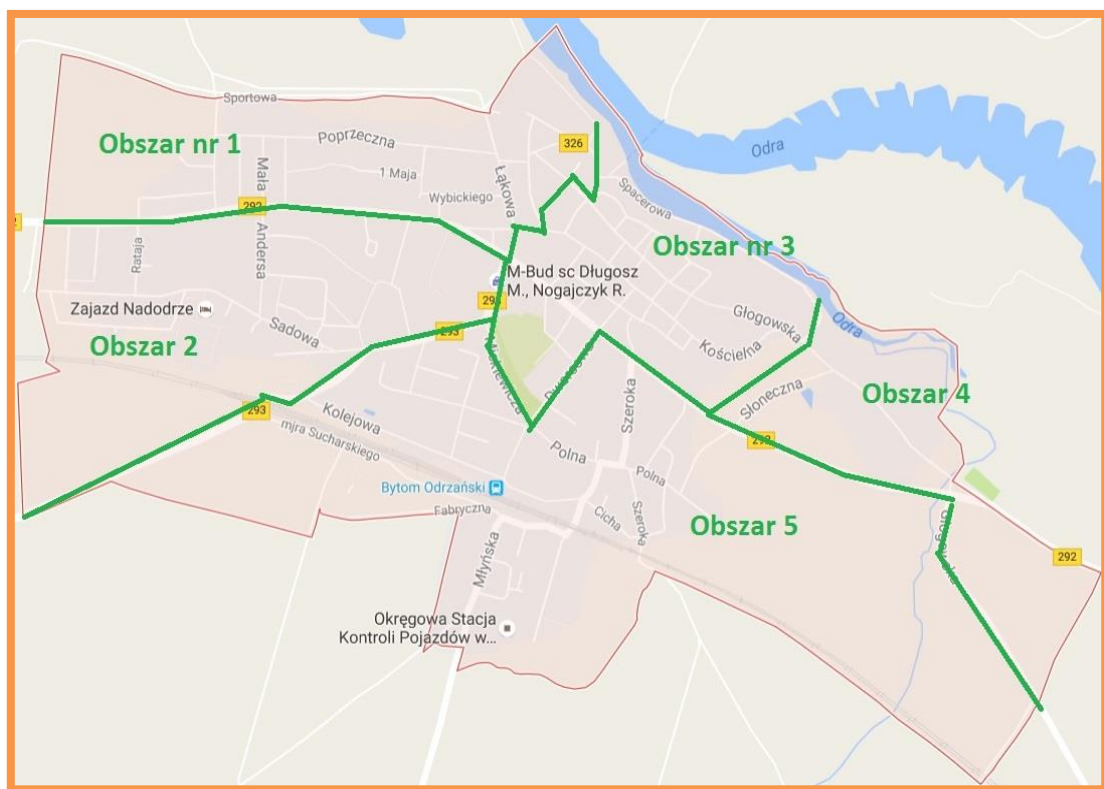 Sportowa
Obszar nr 1
Poprzeczna
326
Odra
Mała
1 Maja
Łąkowa
Wybickiego
Spacerowa
292
Rataja
Andersa
Obszar nr 3
M-Bud sc Długosz
M., Nogajczyk R.
Zajazd Nadodrze
Sadowa
293
Głogowska
Odra
Obszar 2
Mickiewicza
Kościelna
Słoneczna
Obszar 4
293
Kolejowa
Szeroka
mjra Sucharskiego
Polna
Polna
Bytom Odrzański
Fabryczna
Cicha
Szeroka
Obszar 5
292
Młyńska
Okręgowa Stacja
Kontroli Pojazdów w...